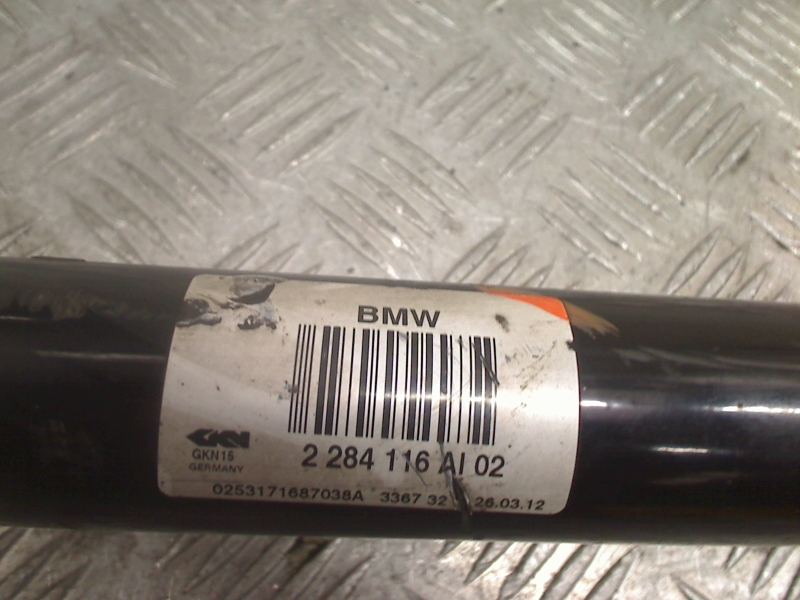 BMW
GKN
GKN15
GERMANY
2 284 116 AI 02
0253171687038A 3367 32 26.03.12